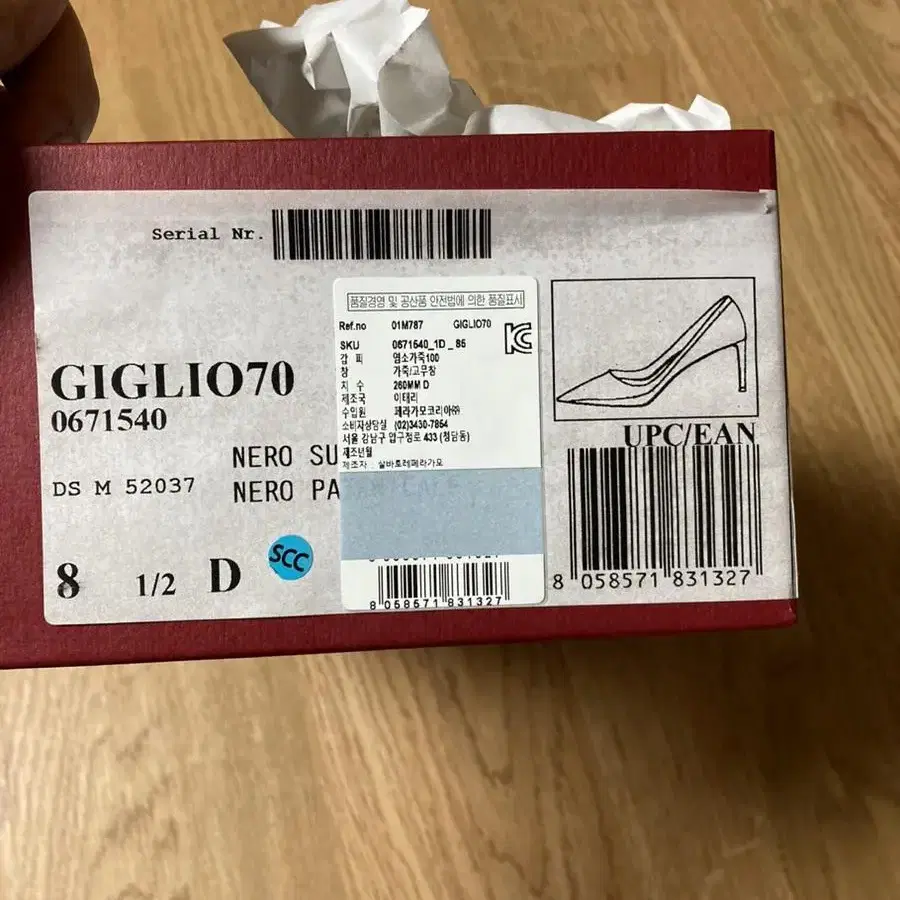 Serial Nr.
GIGLIO70
0671540
NERO SU
DS M 52037
NERO PA
8 1/2 D
SCC
품질경영 및 공산품 안전법에 의한 품질표시
Ref.no 01M787 GIGLIO70
SKU 0671540_1D_85
갑 피 염소가죽100
창 가죽/고무창
치 수 260MM D
제조국 이태리
수입원 페라가모코리아㈜
소비자상담실 (02)3430-7854
서울 강남구 압구정로 433 (청담동)
제조년월
제조자 : 살바토레페라가모
8 058571 831327
UPC/EAN
8 058571 831327